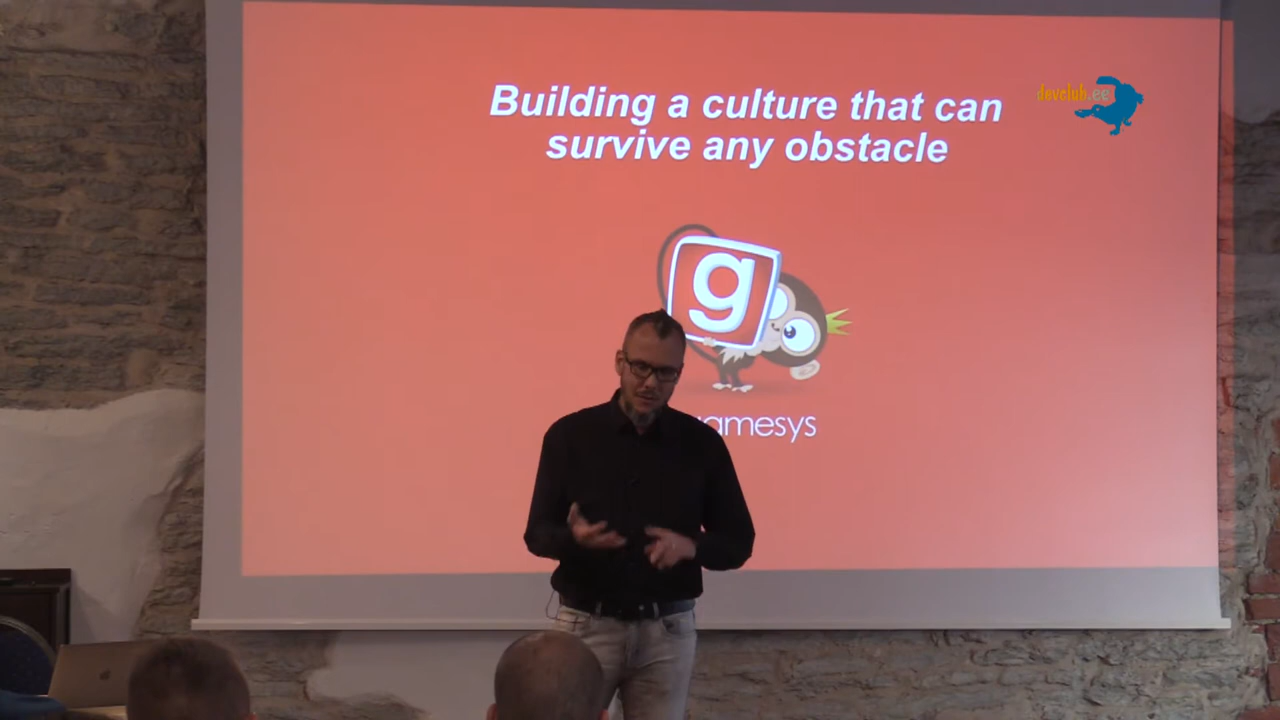 Building a culture that can
survive any obstacle
devclub.ee
g
amesys